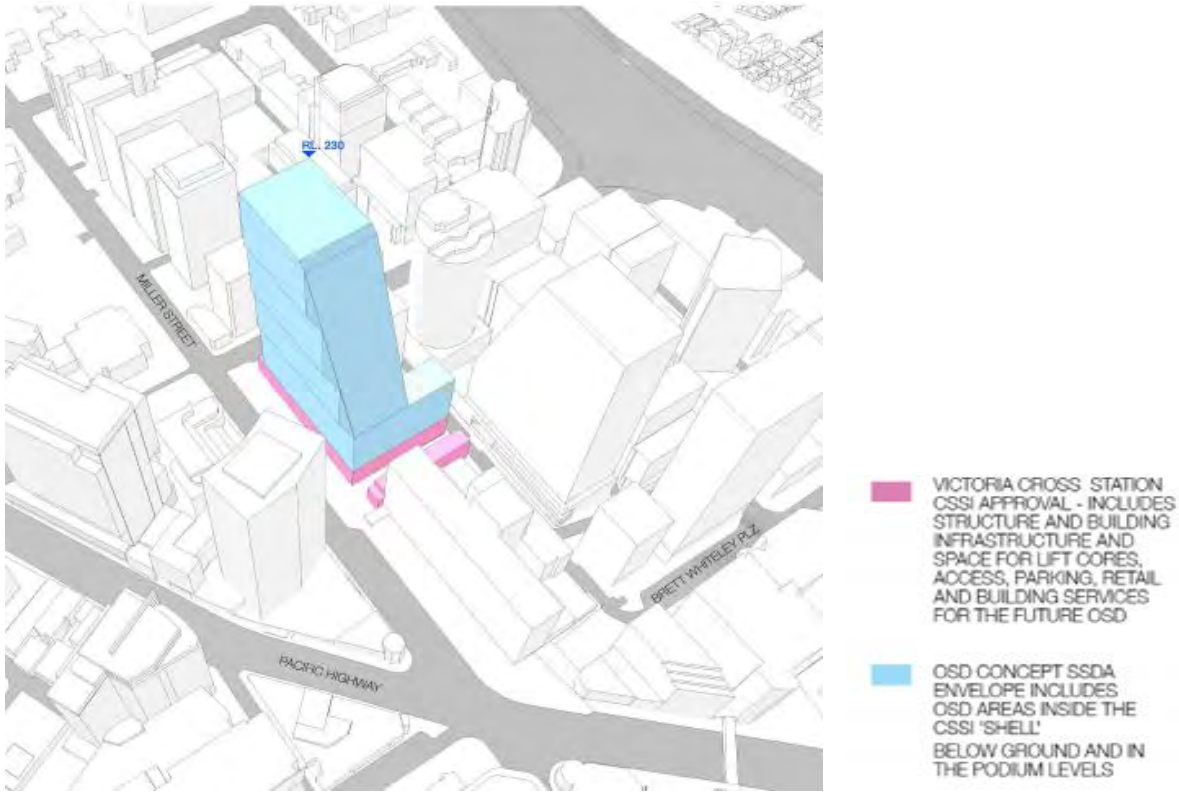 RL. 230
MILLER STREET
BRETT WHITELEY PLZ
PACIFIC HIGHWAY
VICTORIA CROSS STATION
CSSI APPROVAL - INCLUDES
STRUCTURE AND BUILDING
INFRASTRUCTURE AND
SPACE FOR LIFT CORES,
ACCESS, PARKING, RETAIL
AND BUILDING SERVICES
FOR THE FUTURE OSD
OSD CONCEPT SSDA
ENVELOPE INCLUDES
OSD AREAS INSIDE THE
CSSI 'SHELL'
BELOW GROUND AND IN
THE PODIUM LEVELS